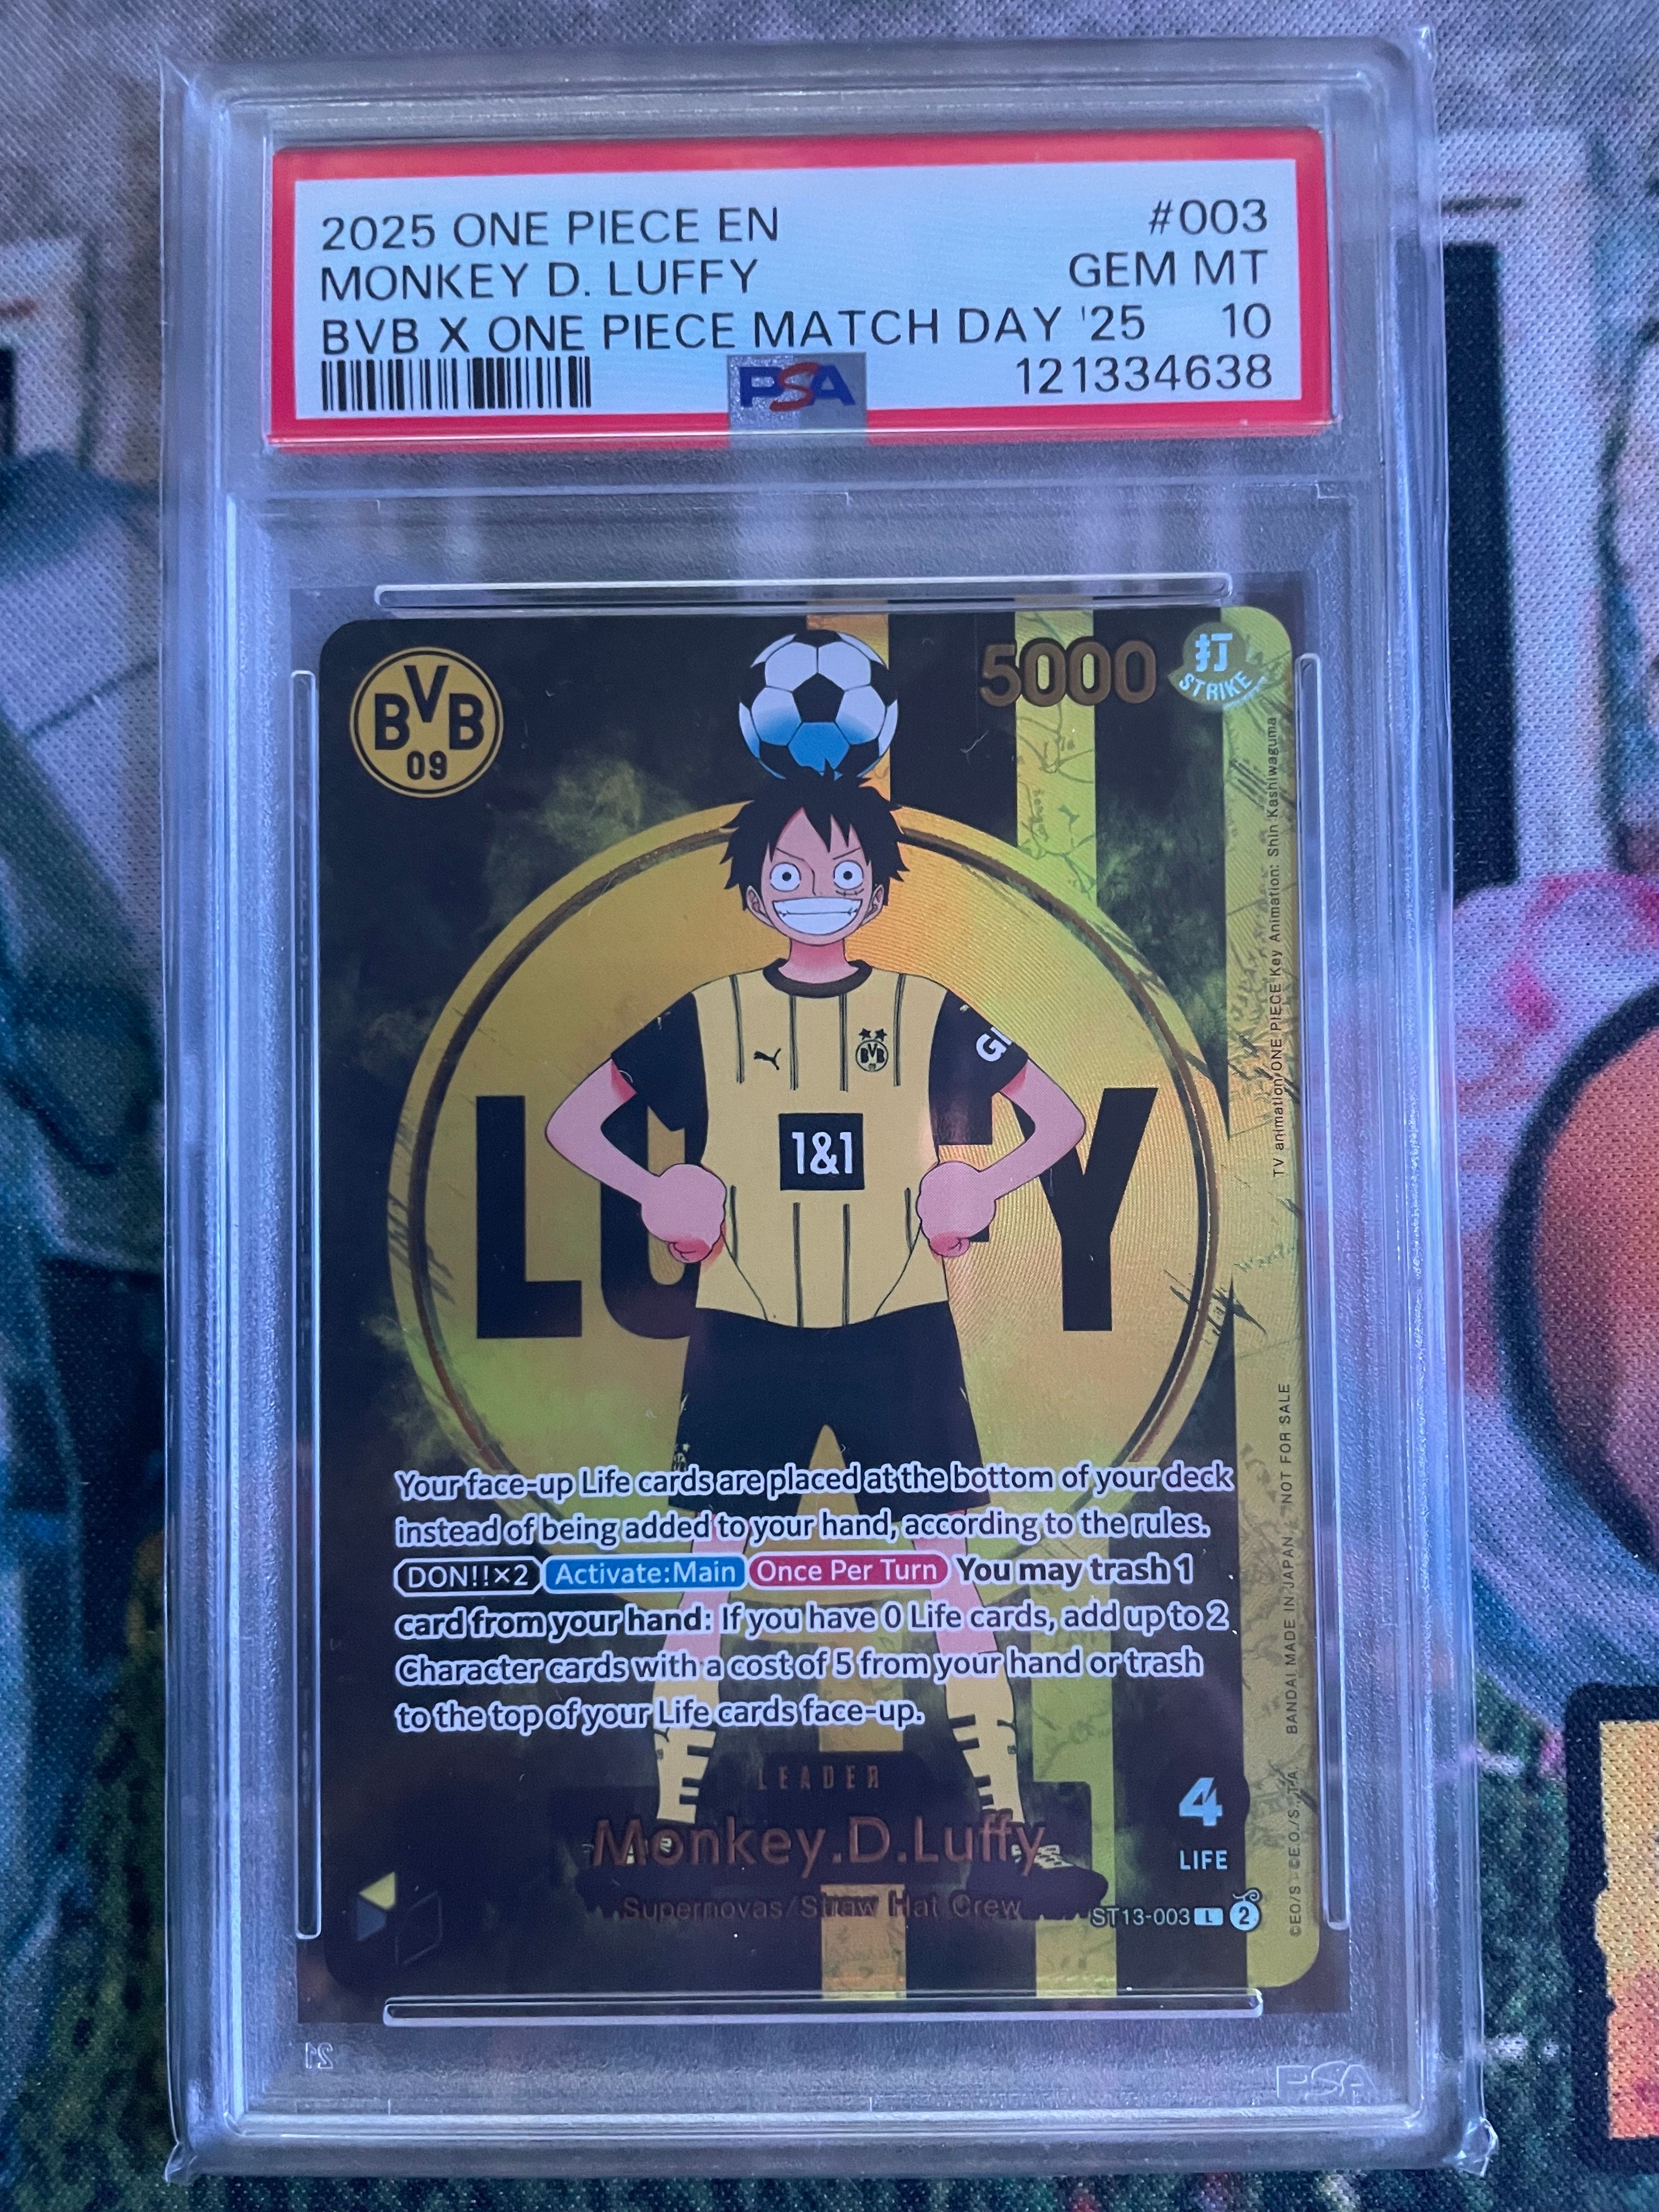 2025 ONE PIECE EN #003
MONKEY D. LUFFY GEM MT
BVB X ONE PIECE MATCH DAY '25 10
PSA 121334638
BVB
09
5000
打
STRIKE
TV animation ONE PIECE Key Animation: Shin Kashiwaguma
BVB
09
1&1
Your face-up Life cards are placed at the bottom of your deck
instead of being added to your hand, according to the rules.
DON!!×2 Activate:Main Once Per Turn You may trash 1
card from your hand: If you have 0 Life cards, add up to 2
Character cards with a cost of 5 from your hand or trash
to the top of your Life cards face-up.
LEADER
Monkey.D.Luffy
Supernovas/Straw Hat Crew
4
LIFE
ST13-003 L 2
©EO/S ©EO./S.,T.A. BANDAI MADE IN JAPAN NOT FOR SALE
PSA